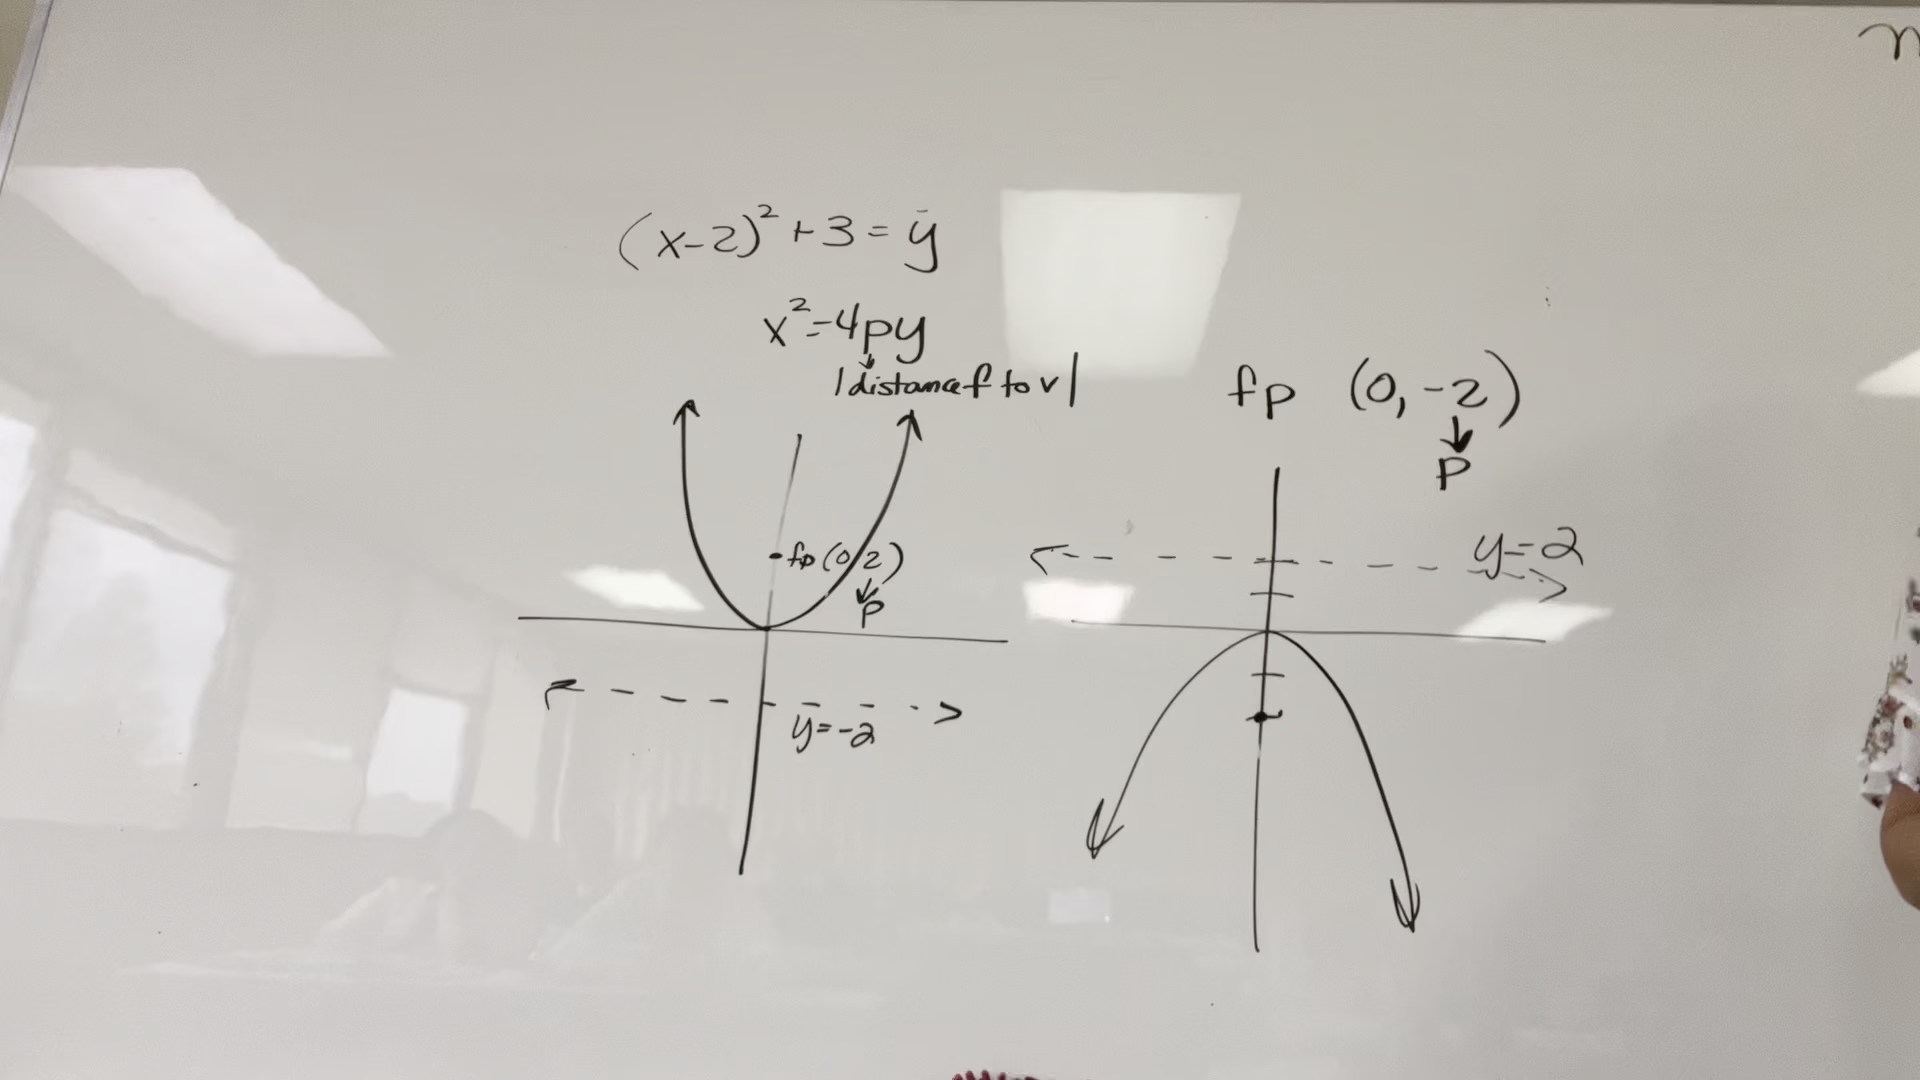 (x-2)²+3=y
x²=4py
|distance f to v|
fp (0,-2)
p
fp(0,2)
p
y=-2
y=2